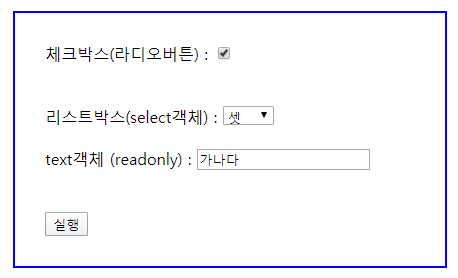 체크박스(라디오버튼) :
리스트박스(select객체) : 셋
text객체 (readonly) : 가나다
실행